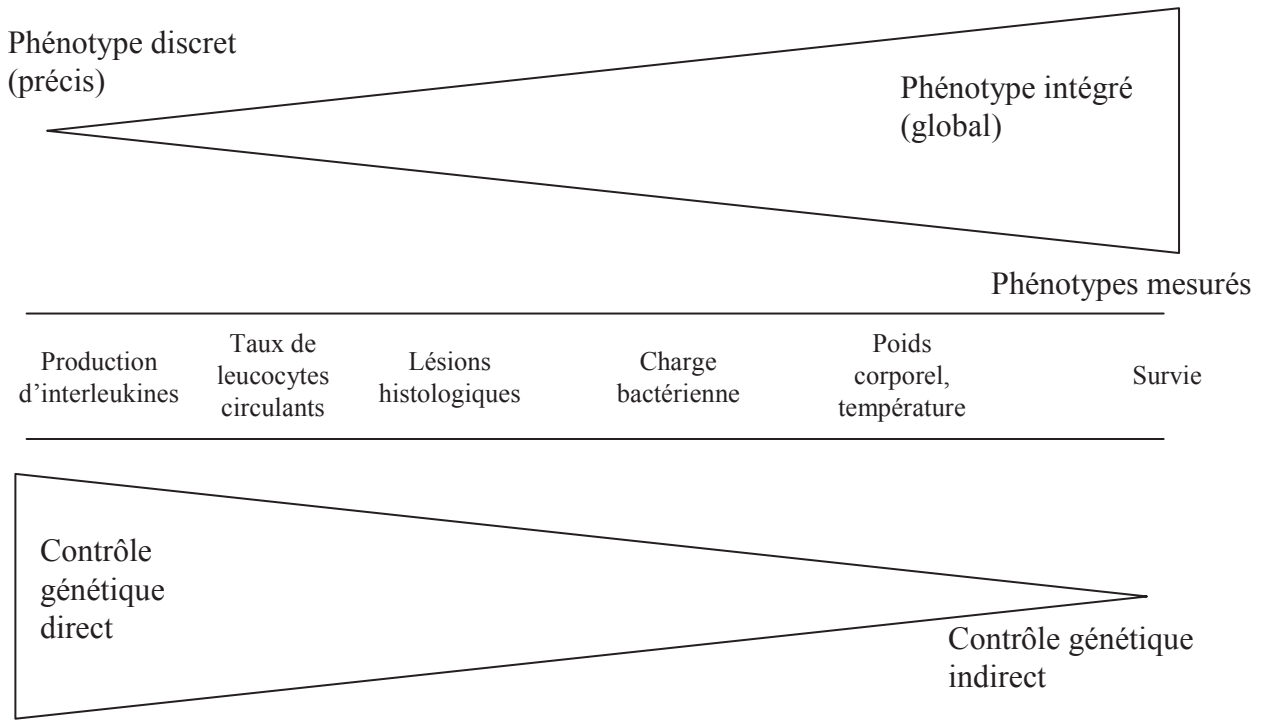 Phénotype discret
(précis)
Phénotype intégré
(global)
Phénotypes mesurés
Production
d’interleukines
Taux de
leucocytes
circulants
Lésions
histologiques
Charge
bactérienne
Poids
corporel,
température
Survie
Contrôle
génétique
direct
Contrôle génétique
indirect